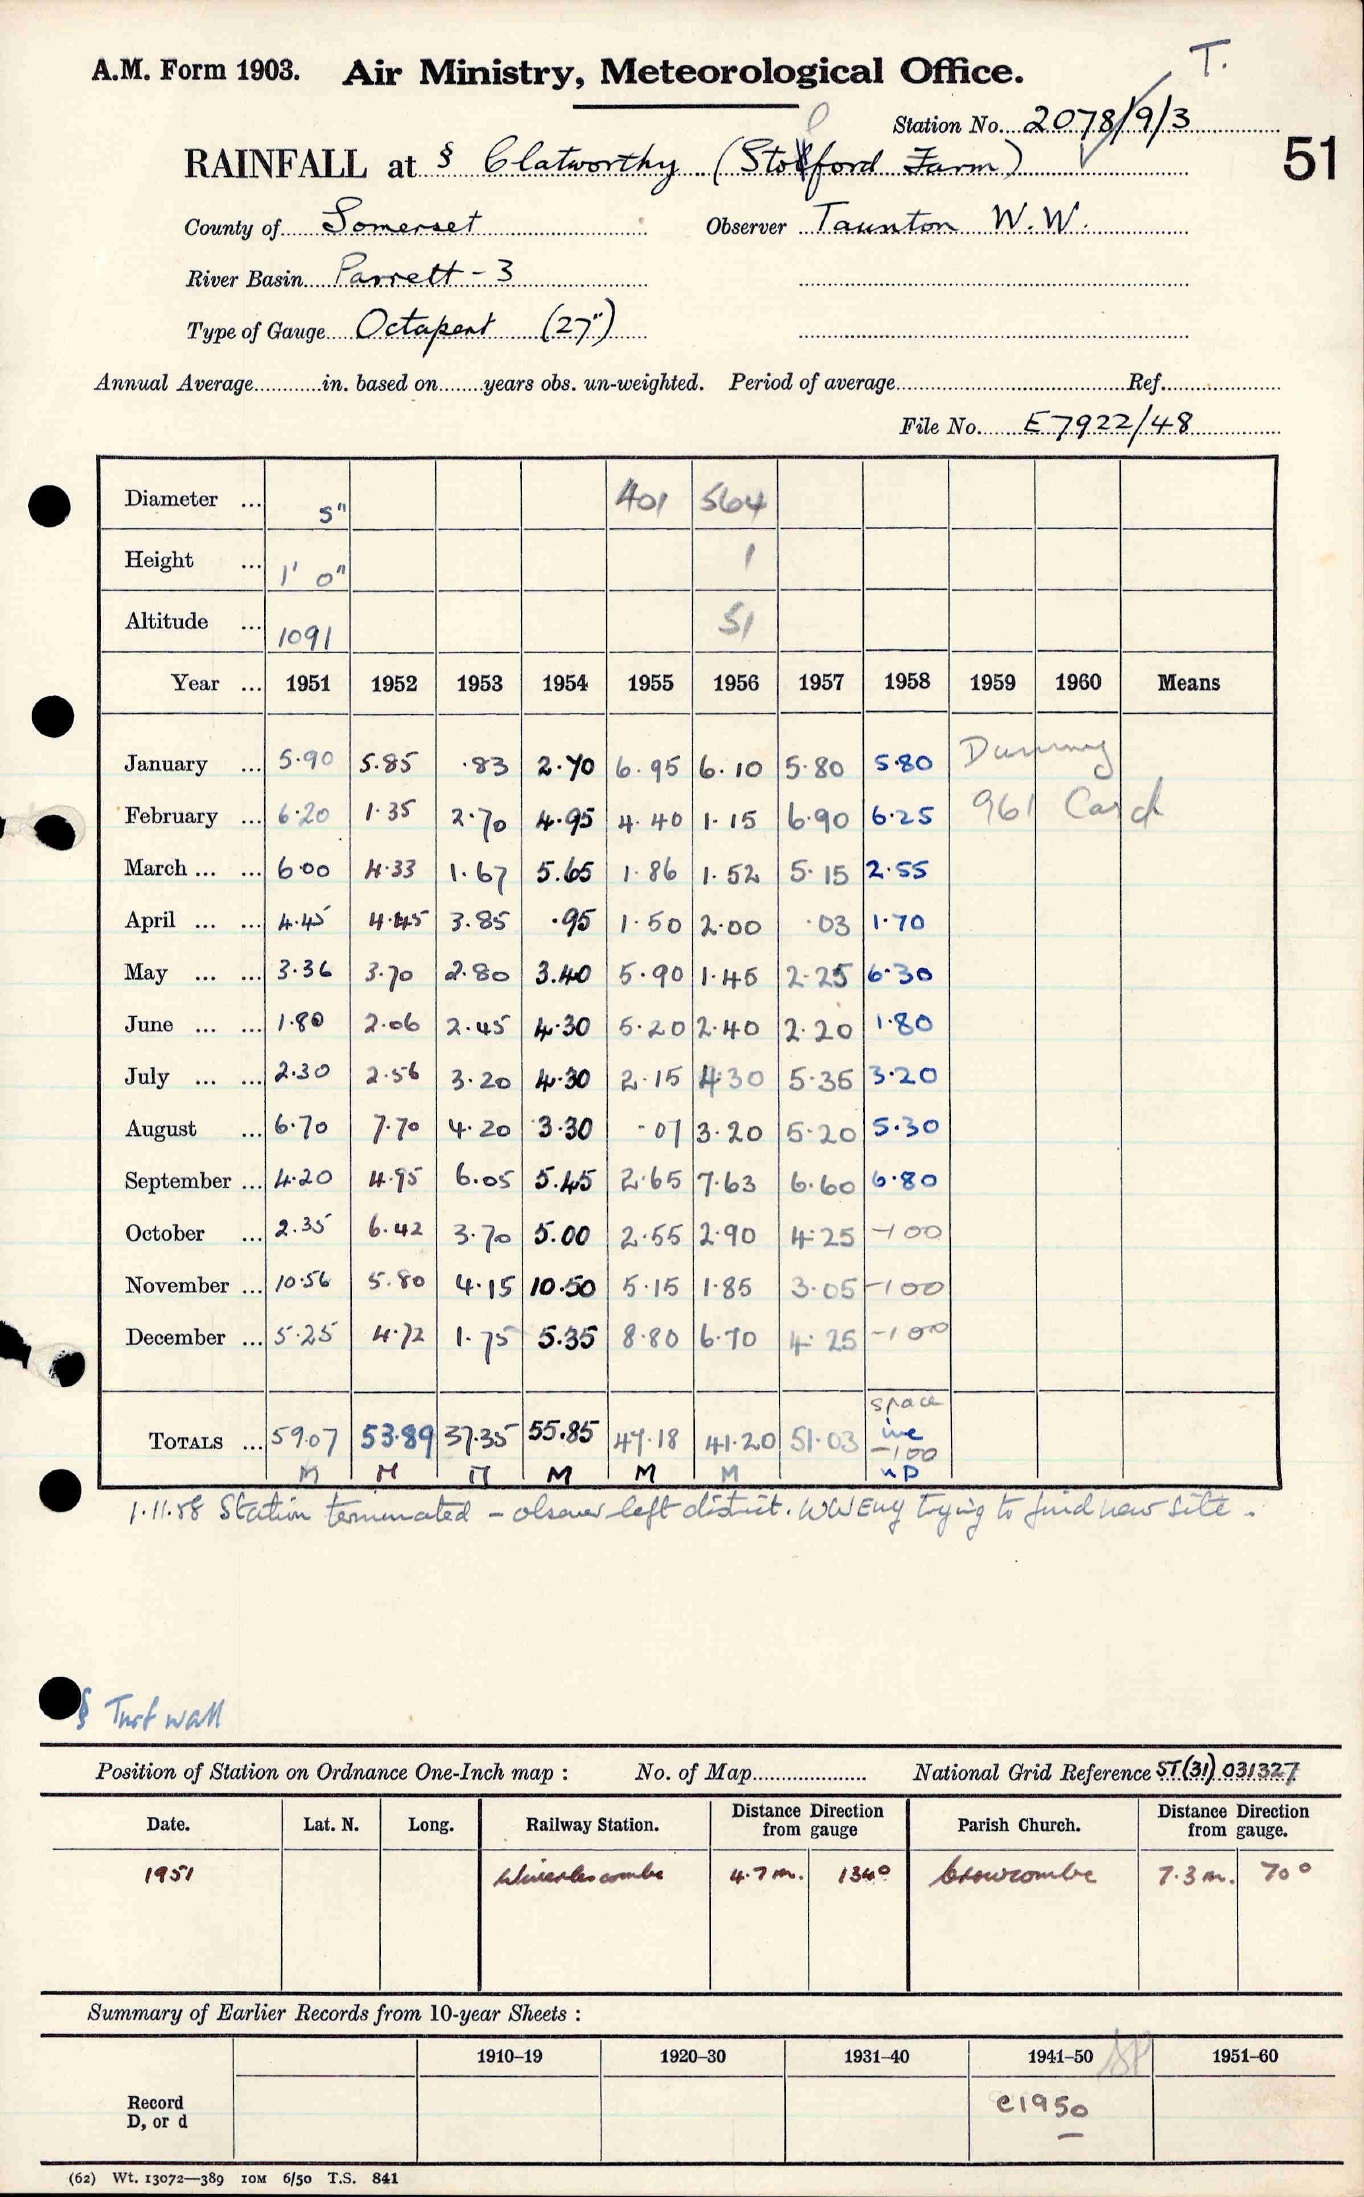 T.
A.M. Form 1903. Air Ministry, Meteorological Office.
Station No. 2078/9/3
51
RAINFALL at § Clatworthy (Stolford Farm)
County of Somerset Observer Taunton W.W.
River Basin Parrett - 3
Type of Gauge Octapent (27")
Annual Average in. based on years obs. un-weighted. Period of average Ref.
File No. E7922/48
Diameter ... 5" 401 564
Height ... 1' 0" 1
Altitude ... 1091 51
Year ... 1951 1952 1953 1954 1955 1956 1957 1958 1959 1960 Means
January ... 5.90 5.85 .83 2.70 6.95 6.10 5.80 5.80 Dummy
February ... 6.20 1.35 2.70 4.95 4.40 1.15 6.90 6.25 961 Card
March ... ... 6.00 4.33 1.67 5.65 1.86 1.52 5.15 2.55
April ... ... 4.45 4.45 3.85 .95 1.50 2.00 .03 1.70
May ... ... 3.36 3.70 2.80 3.40 5.90 1.45 2.25 6.30
June ... ... 1.80 2.06 2.45 4.30 5.20 2.40 2.20 1.80
July ... ... 2.30 2.56 3.20 4.30 2.15 4.30 5.35 3.20
August ... 6.70 7.70 4.20 3.30 .07 3.20 5.20 5.30
September ... 4.20 4.95 6.05 5.45 2.65 7.63 6.60 6.80
October ... 2.35 6.42 3.70 5.00 2.55 2.90 4.25 -100
November ... 10.56 5.80 4.15 10.50 5.15 1.85 3.05 -100
December ... 5.25 4.72 1.75 5.35 8.80 6.70 4.25 -100
space
TOTALS ... 59.07 53.89 37.35 55.85 47.18 41.20 51.03 inc
-100
M M M M M M up
1.11.58 Station terminated - observer left district. WW Eng trying to find new site.
§ Turf wall
Position of Station on Ordnance One-Inch map : No. of Map National Grid Reference ST(31) 031327
Date. Lat. N. Long. Railway Station. Distance Direction from gauge Parish Church. Distance Direction from gauge.
1951 Wiveliscombe 4.7 m. 134° Crowcombe 7.3 m. 70°
Summary of Earlier Records from 10-year Sheets :
1910–19 1920–30 1931–40 1941–50 1951–60
Record
D, or d c1950
(62) Wt. 13072—389 10M 6/50 T.S. 841